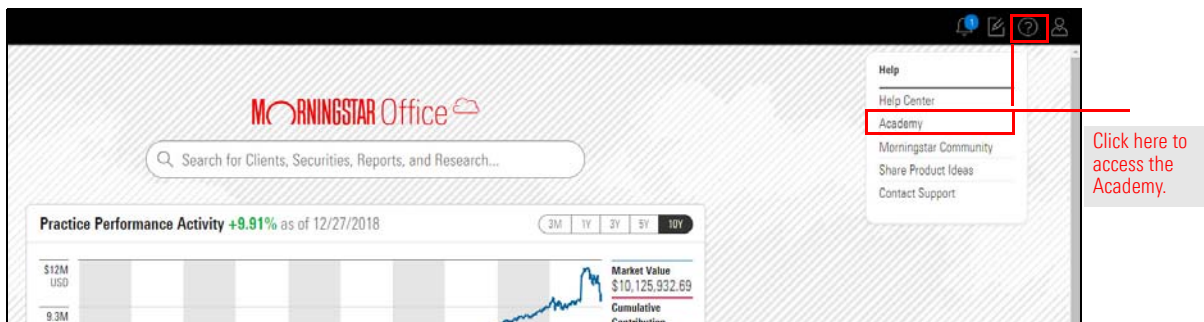 1
Help
Help Center
Academy
Morningstar Community
Share Product Ideas
Contact Support
Click here to
access the
Academy.
MORNINGSTAR Office
Search for Clients, Securities, Reports, and Research...
Practice Performance Activity +9.91% as of 12/27/2018
3M 1Y 3Y 5Y 10Y
$12M
USD
9.3M
Market Value
$10,125,932.69
Cumulative
Contribution